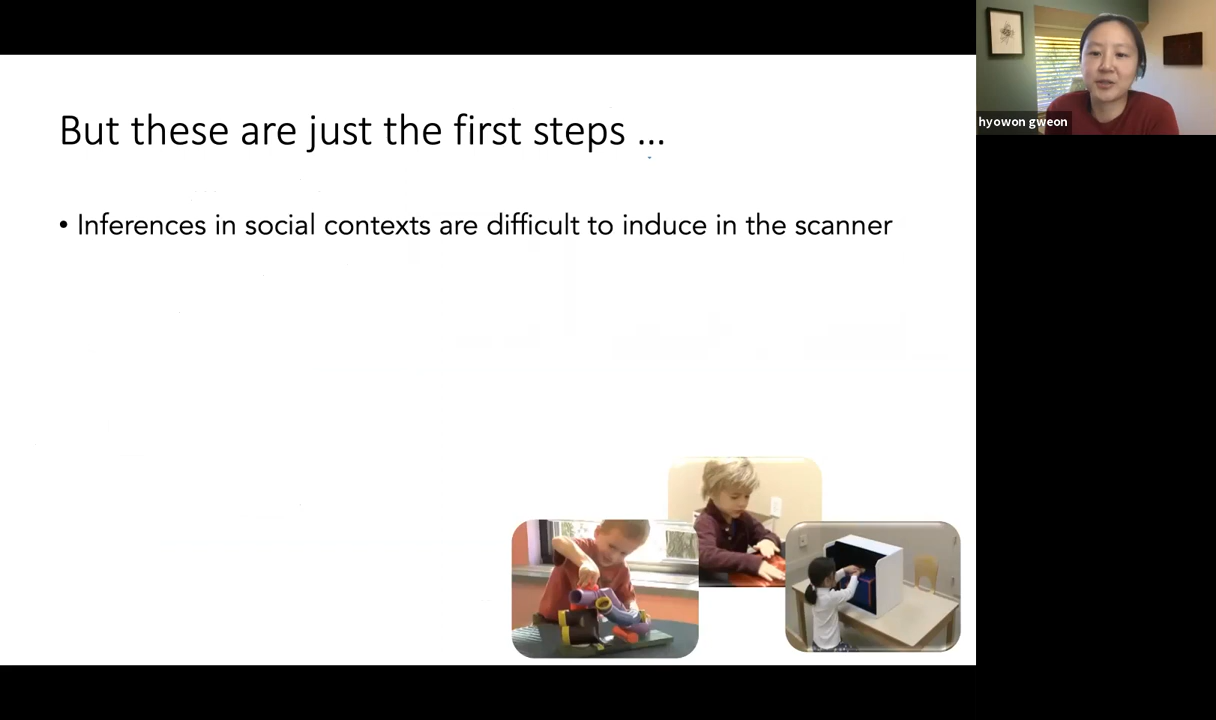 hyowon gweon
But these are just the first steps ...
• Inferences in social contexts are difficult to induce in the scanner